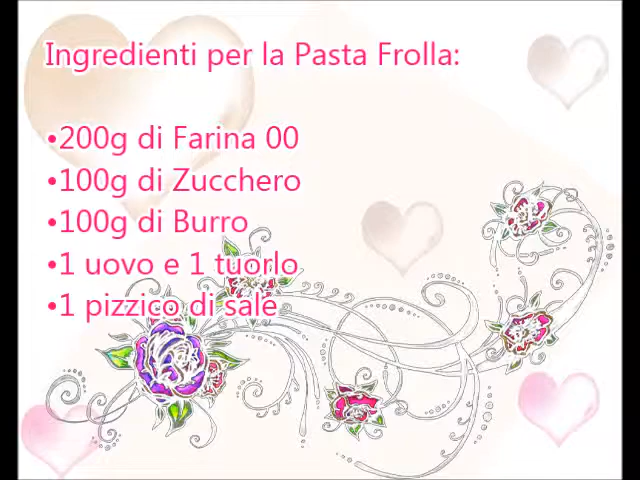 Ingredienti per la Pasta Frolla:
•200g di Farina 00
•100g di Zucchero
•100g di Burro
•1 uovo e 1 tuorlo
•1 pizzico di sale